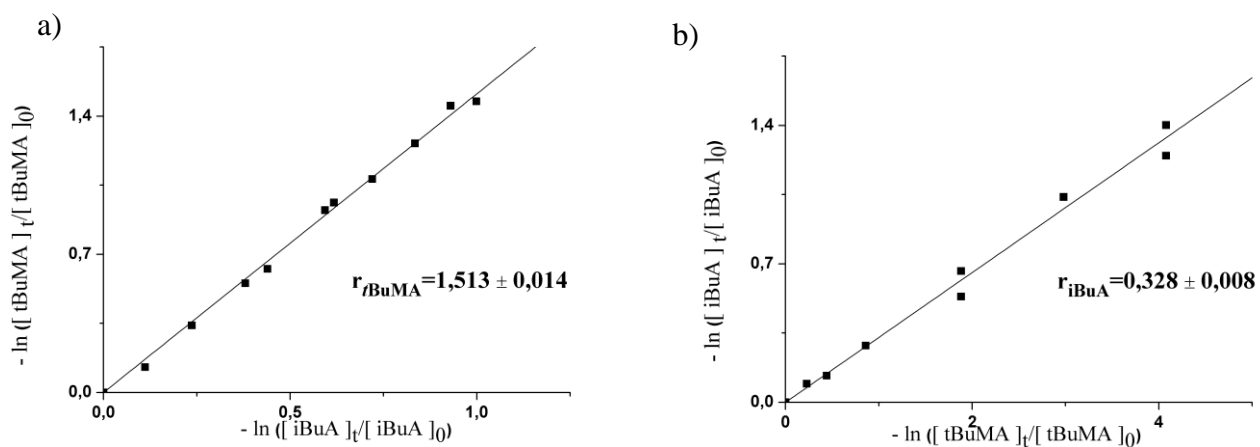 a)
- ln ([ tBuMA ]t/[ tBuMA ]0)
1,4
0,7
0,0
rtBuMA=1,513 ± 0,014
0,0 0,5 1,0
- ln ([ iBuA ]t/[ iBuA ]0)
b)
- ln ([ iBuA ]t/[ iBuA ]0)
1,4
0,7
0,0
riBuA=0,328 ± 0,008
0 2 4
- ln ([ tBuMA ]t/[ tBuMA ]0)